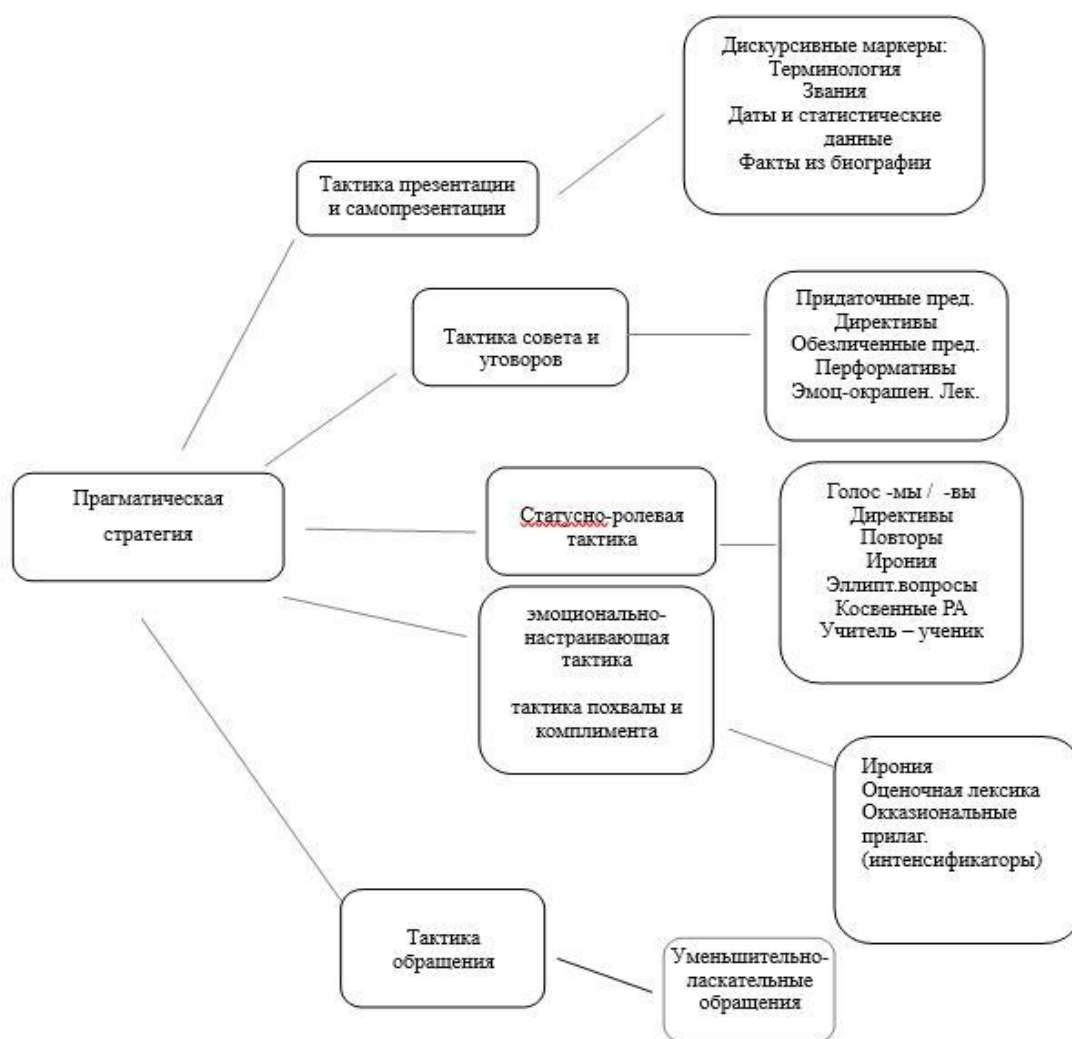 Дискурсивные маркеры:
Терминология
Звания
Даты и статистические
данные
Факты из биографии
Тактика презентации
и самопрезентации
Придаточные пред.
Директивы
Обезличенные пред.
Перформативы
Эмоц-окрашен. Лек.
Тактика совета и
уговоров
Прагматическая
стратегия
Статусно-ролевая
тактика
Голос -мы / -вы
Директивы
Повторы
Ирония
Эллипт.вопросы
Косвенные РА
Учитель – ученик
эмоционально-
настраивающая
тактика
тактика похвалы и
комплимента
Ирония
Оценочная лексика
Окказиональные
прилаг.
(интенсификаторы)
Тактика
обращения
Уменьшительно-
ласкательные
обращения